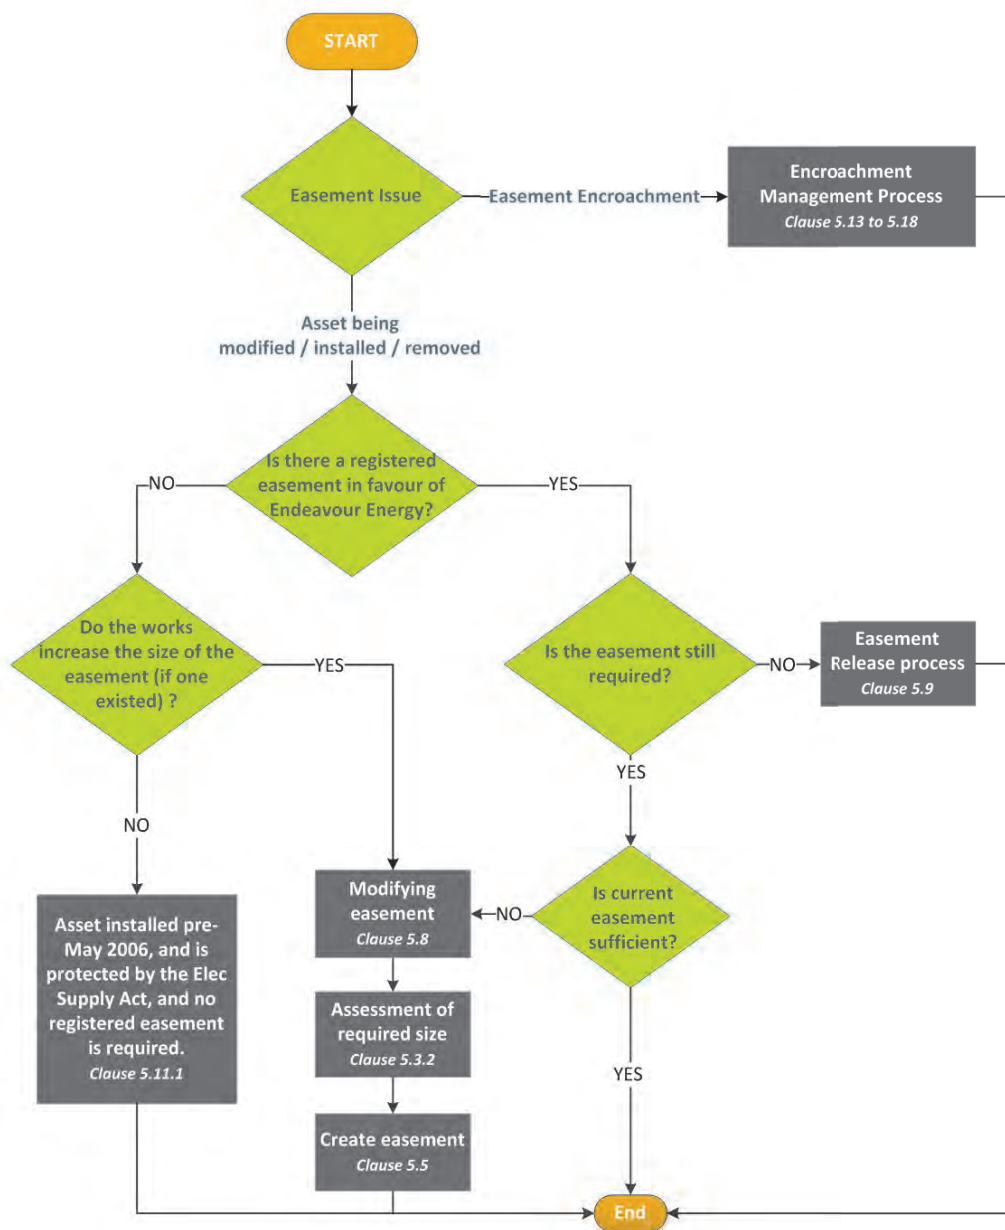 START
Easement Issue
Easement Encroachment
Encroachment
Management Process
Clause 5.13 to 5.18
Asset being
modified / installed / removed
Is there a registered
easement in favour of
Endeavour Energy?
NO
YES
Do the works
increase the size of the
easement (if one
existed) ?
YES
Is the easement still
required?
NO
Easement
Release process
Clause 5.9
NO
YES
Asset installed pre-
May 2006, and is
protected by the Elec
Supply Act, and no
registered easement
is required.
Clause 5.11.1
Modifying
easement
Clause 5.8
NO
Is current
easement
sufficient?
Assessment of
required size
Clause 5.3.2
YES
Create easement
Clause 5.5
End